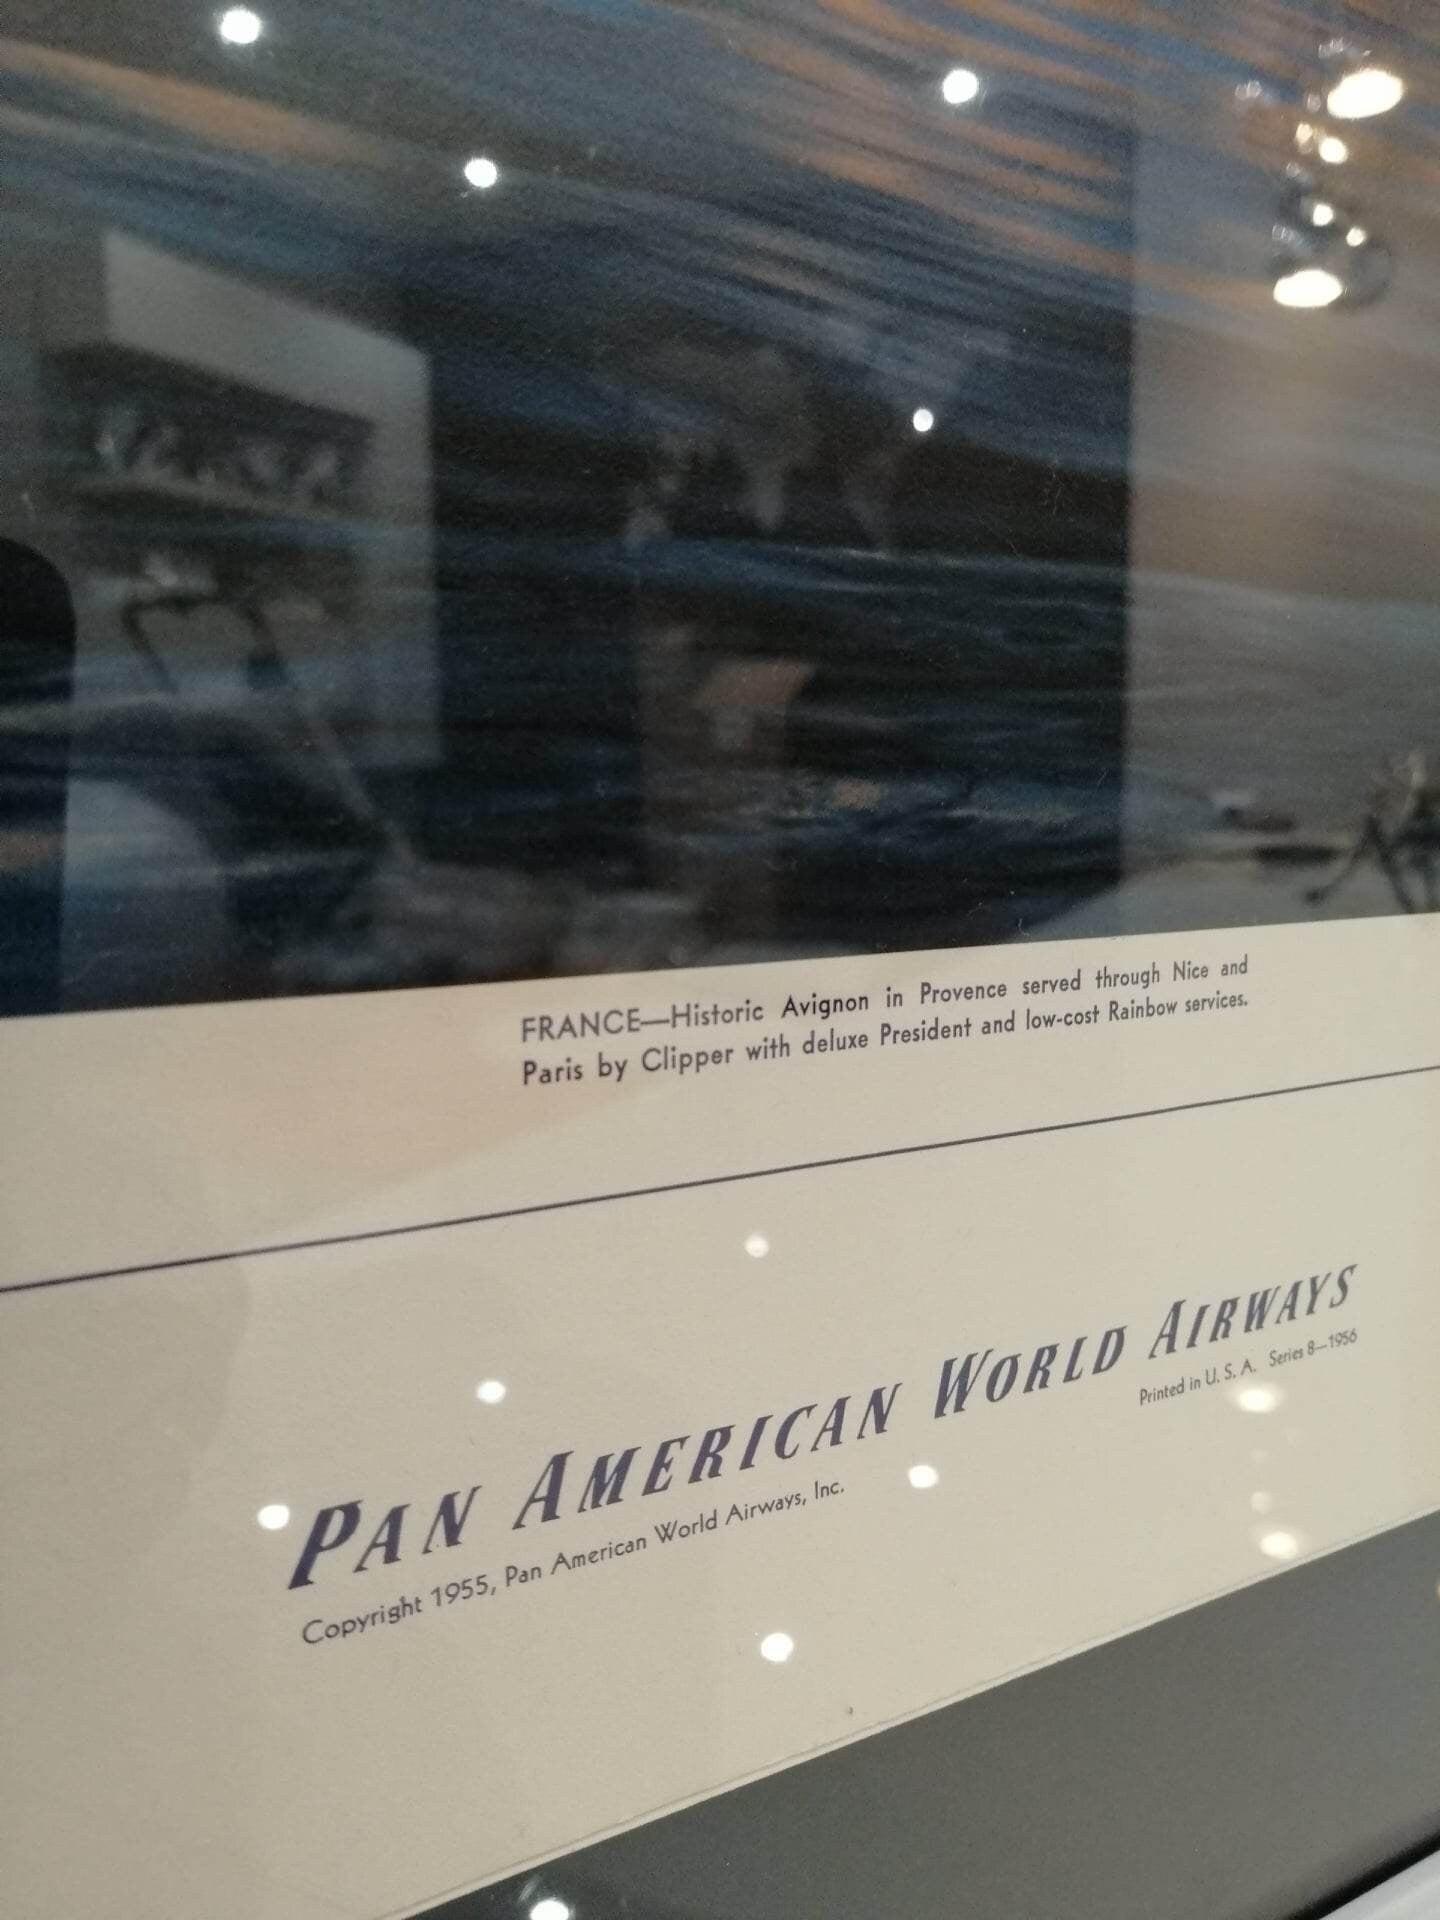 FRANCE—Historic Avignon in Provence served through Nice and
Paris by Clipper with deluxe President and low-cost Rainbow services.
PAN AMERICAN WORLD AIRWAYS
Copyright 1955, Pan American World Airways, Inc.
Printed in U. S. A. Series 8—1956